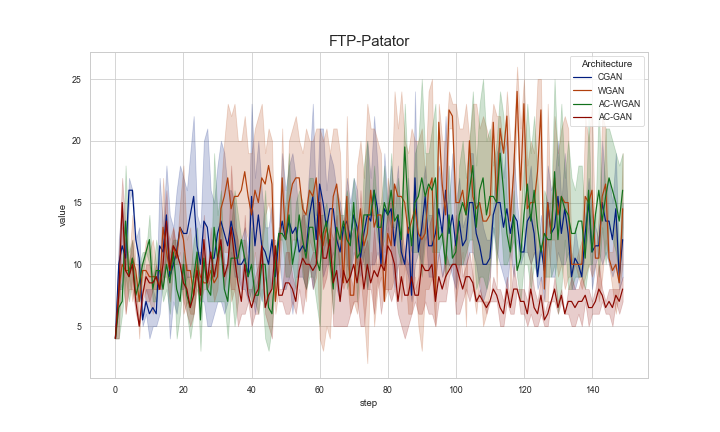 FTP-Patator
Architecture
CGAN
WGAN
AC-WGAN
AC-GAN
25
20
15
10
5
value
0
20
40
60
80
100
120
140
step